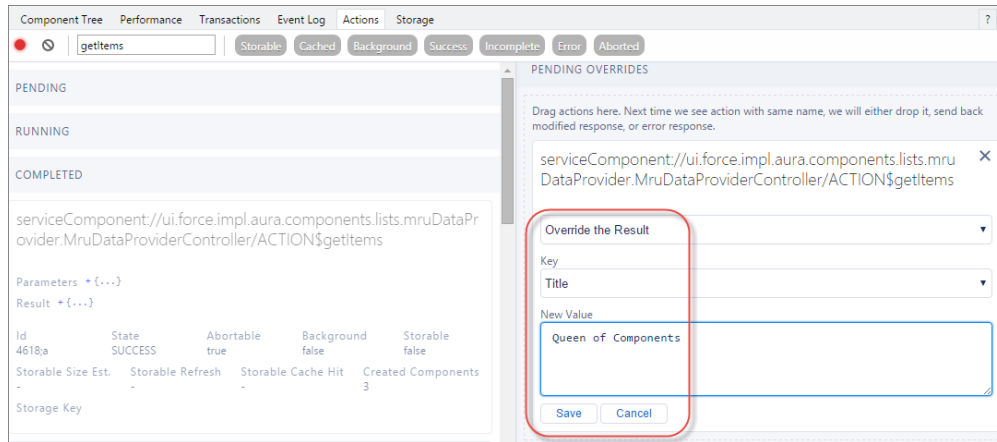 Component Tree Performance Transactions Event Log Actions Storage ?
getItems Storable Cached Background Success Incomplete Error Aborted
PENDING
RUNNING
COMPLETED
serviceComponent://ui.force.impl.aura.components.lists.mruDataPr
ovider.MruDataProviderController/ACTION$getItems
Parameters +{...}
Result +{...}
Id State Abortable Background Storable
4618;a SUCCESS true false false
Storable Size Est. Storable Refresh Storable Cache Hit Created Components
- - - 3
Storage Key
PENDING OVERRIDES
Drag actions here. Next time we see action with same name, we will either drop it, send back
modified response, or error response.
serviceComponent://ui.force.impl.aura.components.lists.mru
DataProvider.MruDataProviderController/ACTION$getItems
Override the Result
Key
Title
New Value
Queen of Components
Save Cancel